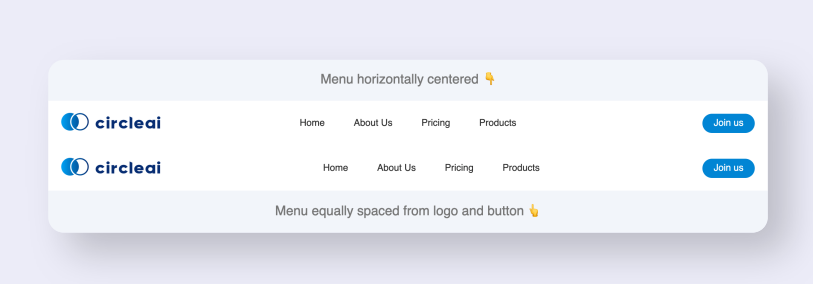 Menu horizontally centered 👇
circleai Home About Us Pricing Products Join us
circleai Home About Us Pricing Products Join us
Menu equally spaced from logo and button 👆